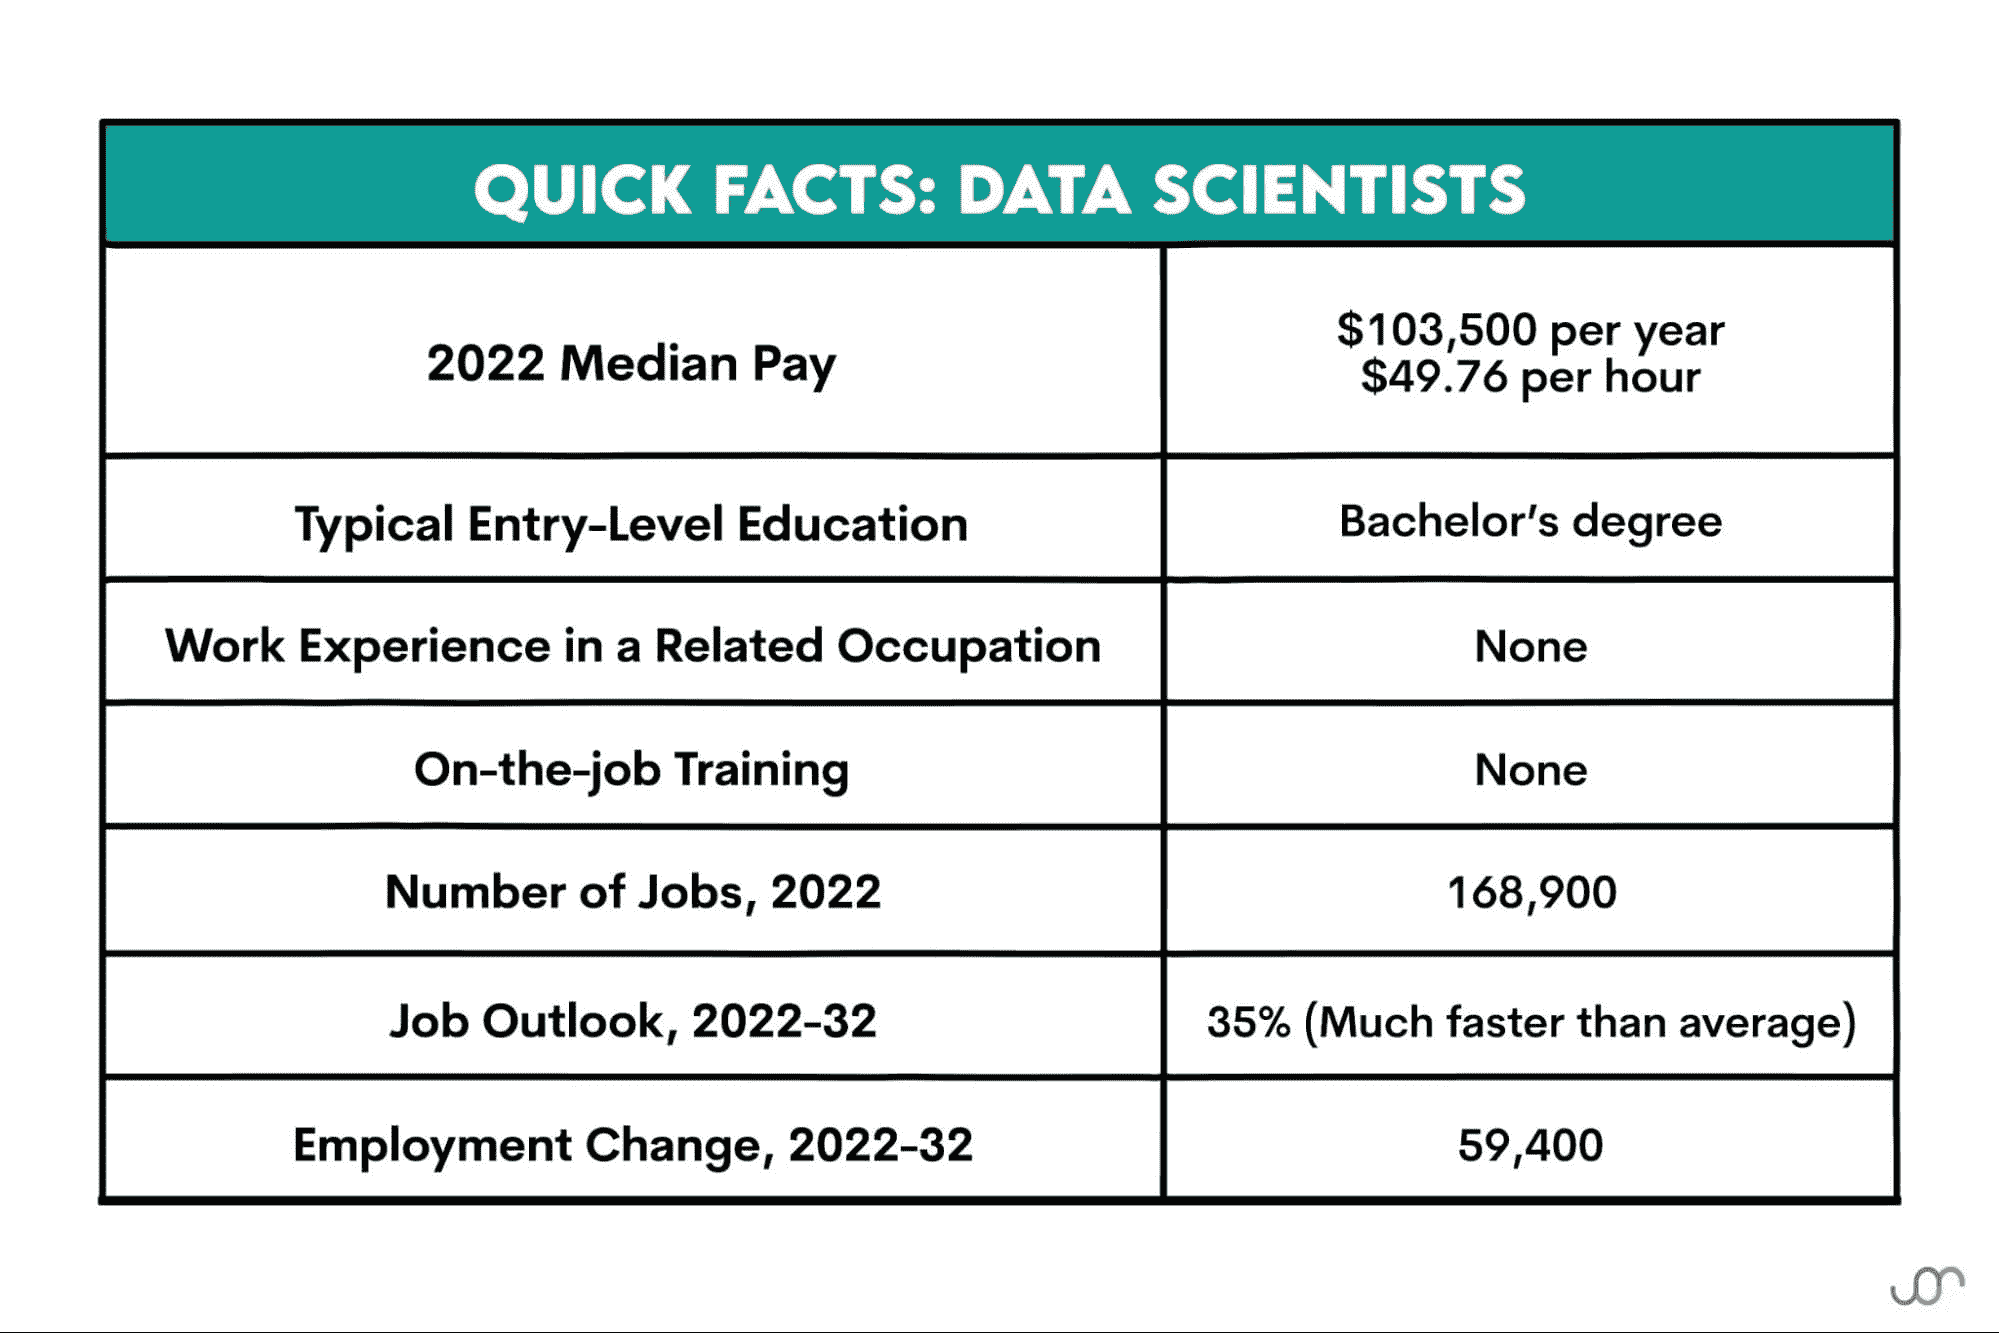 QUICK FACTS: DATA SCIENTISTS
2022 Median Pay
$103,500 per year
$49.76 per hour
Typical Entry-Level Education
Bachelor’s degree
Work Experience in a Related Occupation
None
On-the-job Training
None
Number of Jobs, 2022
168,900
Job Outlook, 2022-32
35% (Much faster than average)
Employment Change, 2022-32
59,400